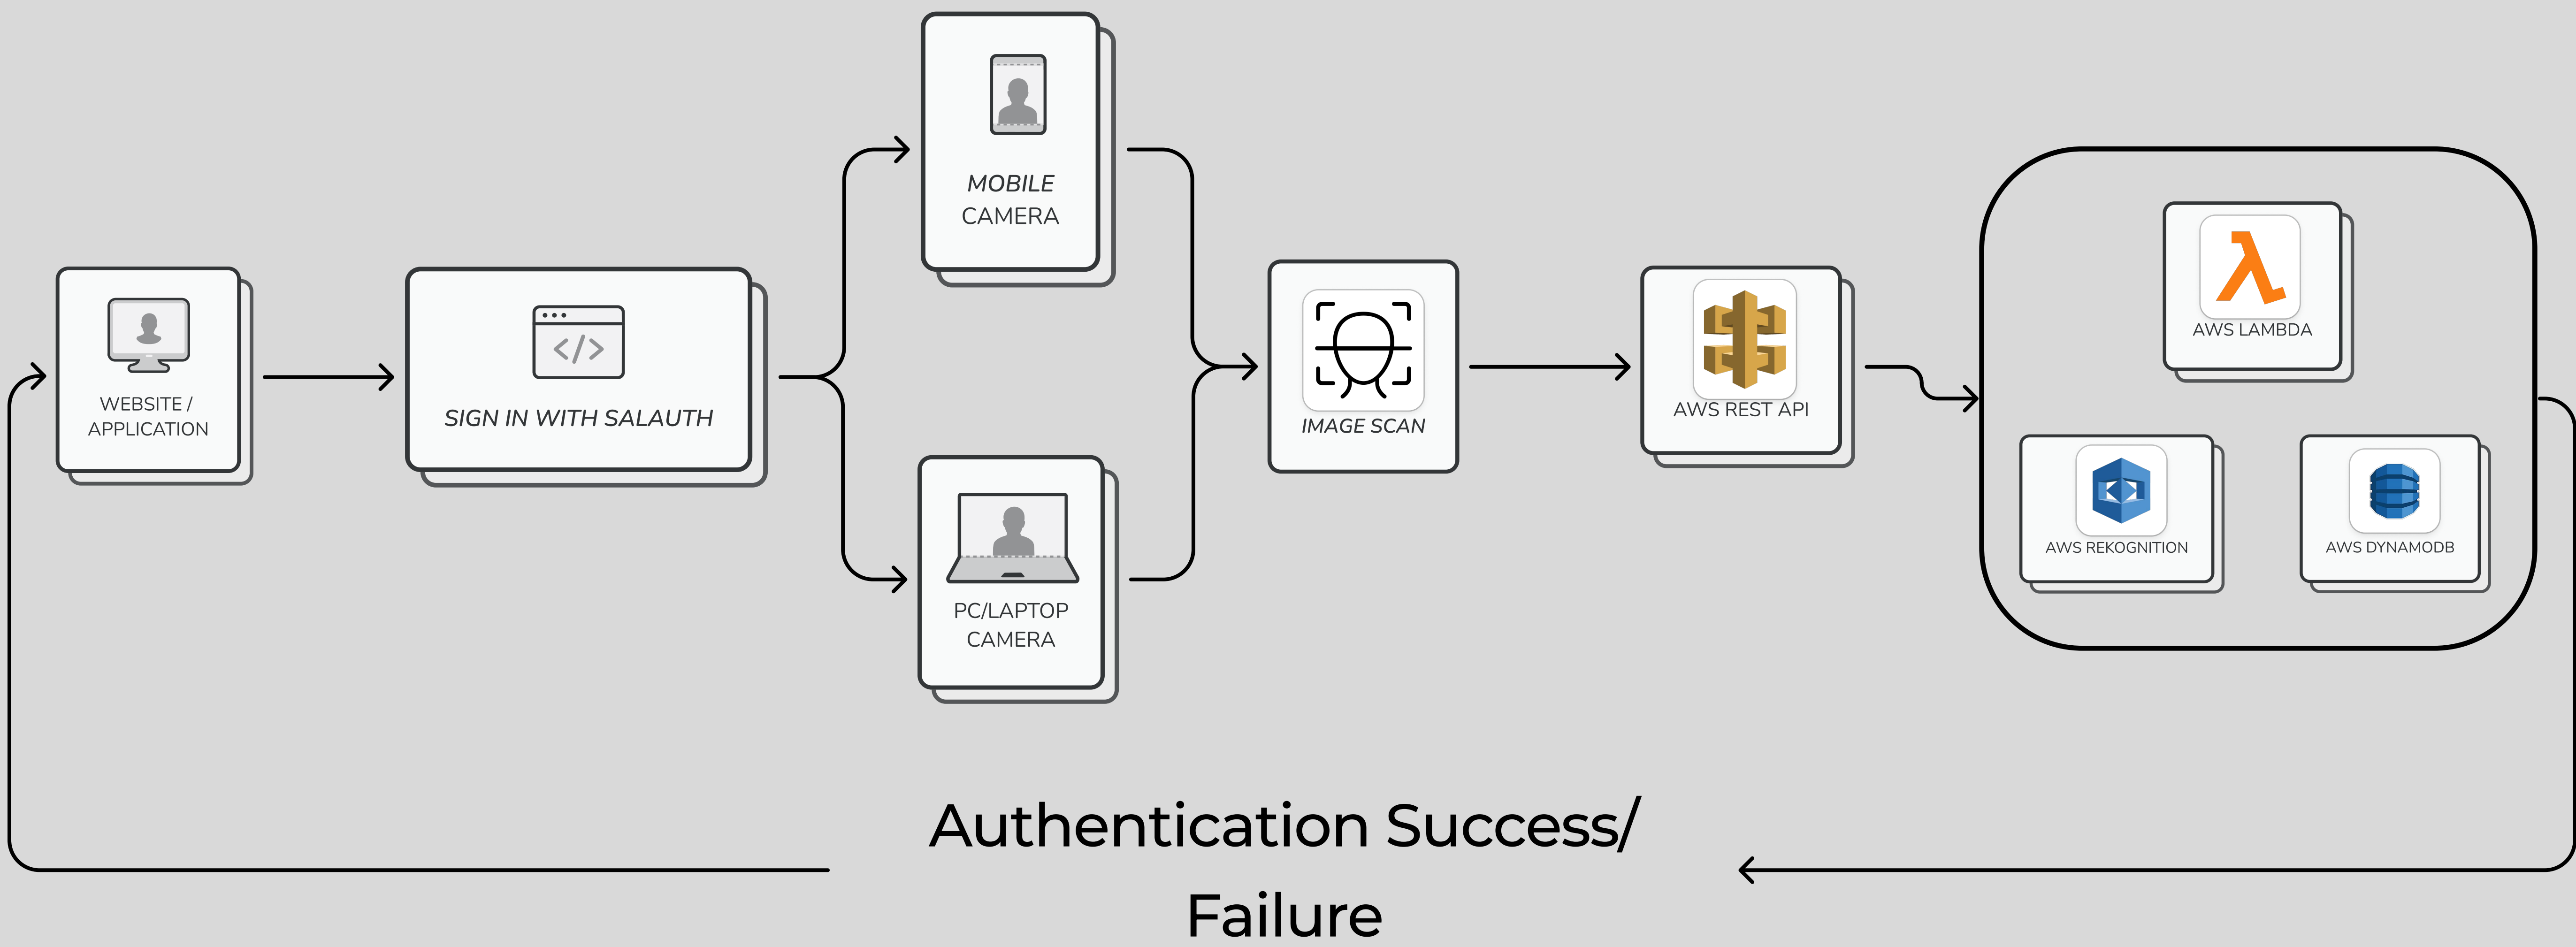 WEBSITE /
APPLICATION
SIGN IN WITH SALAUTH
</>
MOBILE
CAMERA
PC/LAPTOP
CAMERA
IMAGE SCAN
AWS REST API
AWS LAMBDA
AWS REKOGNITION
AWS DYNAMODB
Authentication Success/
Failure